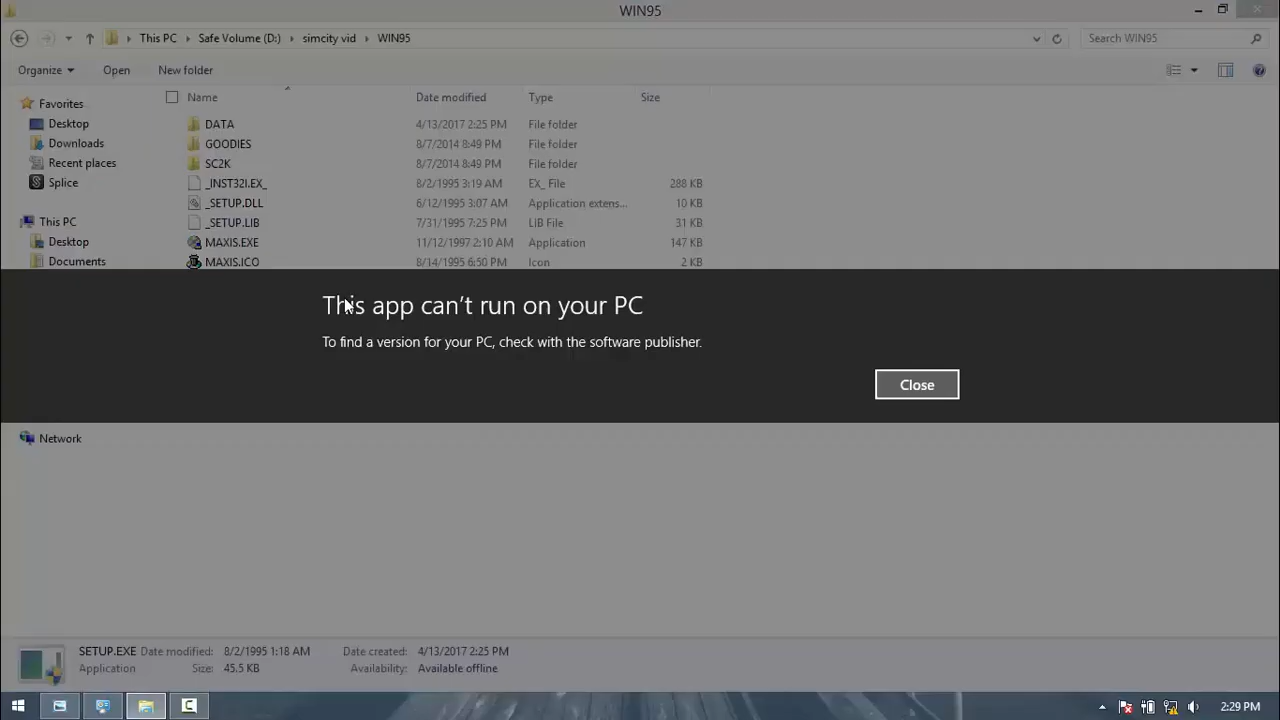 WIN95
This PC
Safe Volume (D:)
simcity vid
WIN95
Search WIN95
Organize
Open
New folder
Name
Date modified
Type
Size
Favorites
Desktop
Downloads
Recent places
Splice
This PC
Desktop
Documents
DATA 4/13/2017 2:25 PM File folder
GOODIES 8/7/2014 8:49 PM File folder
SC2K 8/7/2014 8:49 PM File folder
_INST32I.EX_ 8/2/1995 3:19 AM EX_ File 288 KB
_SETUP.DLL 6/12/1995 3:07 AM Application extens... 10 KB
_SETUP.LIB 7/31/1995 7:25 PM LIB File 31 KB
MAXIS.EXE 11/12/1997 2:10 AM Application 147 KB
MAXIS.ICO 8/14/1995 6:50 PM Icon 2 KB
This app can't run on your PC
To find a version for your PC, check with the software publisher.
Close
Network
SETUP.EXE Date modified: 8/2/1995 1:18 AM Date created: 4/13/2017 2:25 PM
Application Size: 45.5 KB Availability: Available offline
2:29 PM